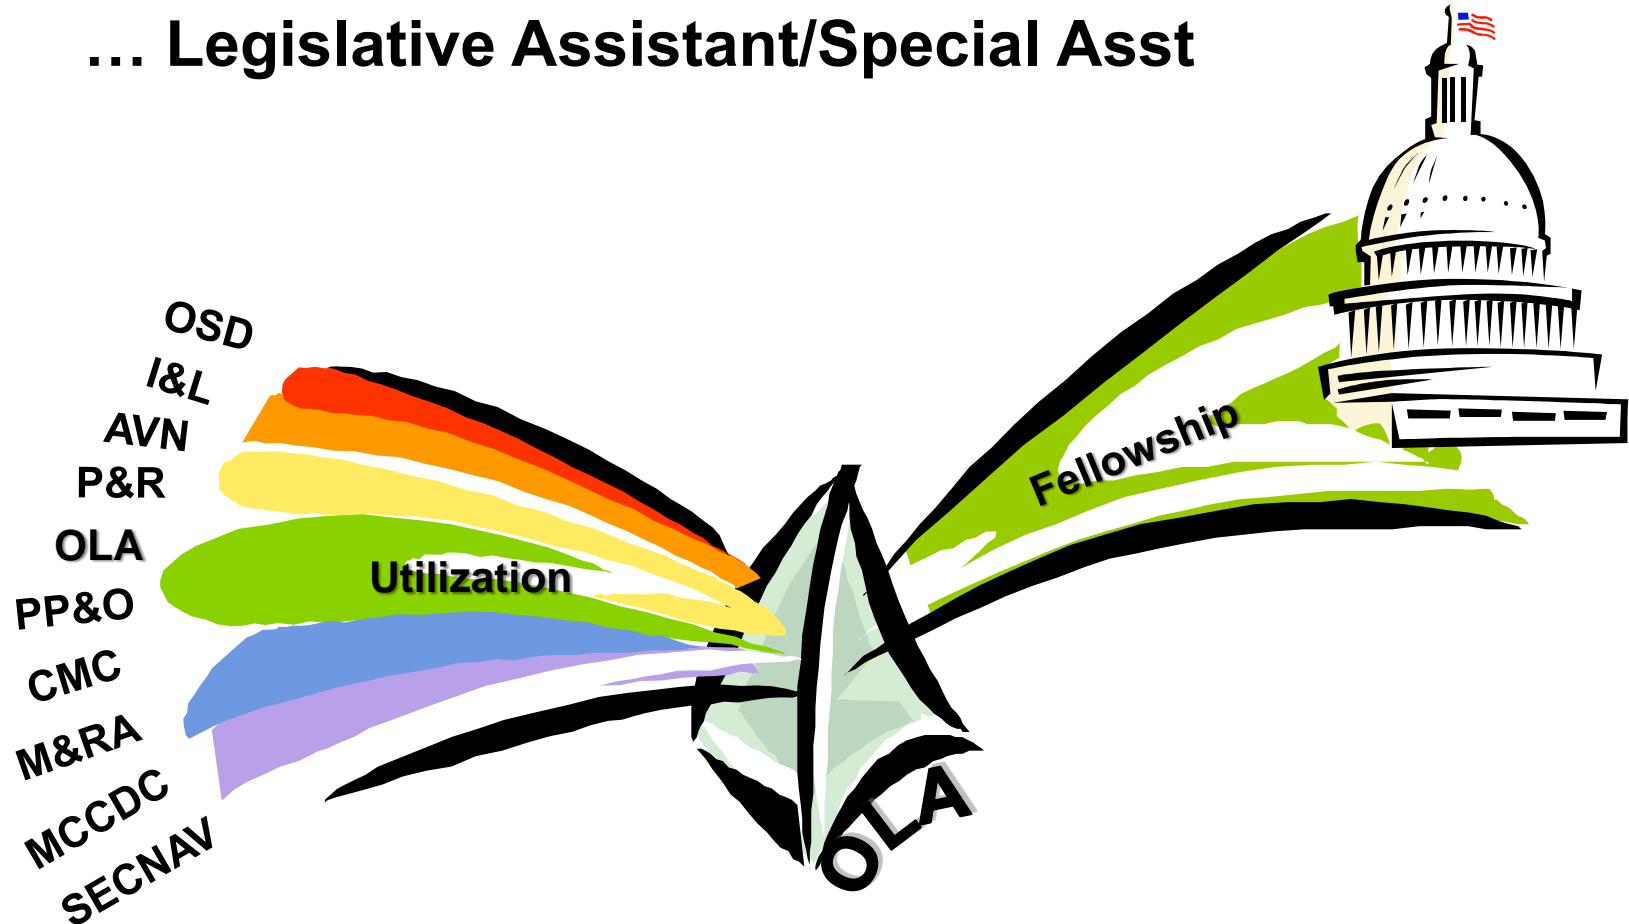 ... Legislative Assistant/Special Asst
OSD
I&L
AVN
P&R
OLA
PP&O
CMC
M&RA
MCCDC
SECNAV
Utilization
Fellowship
OLA